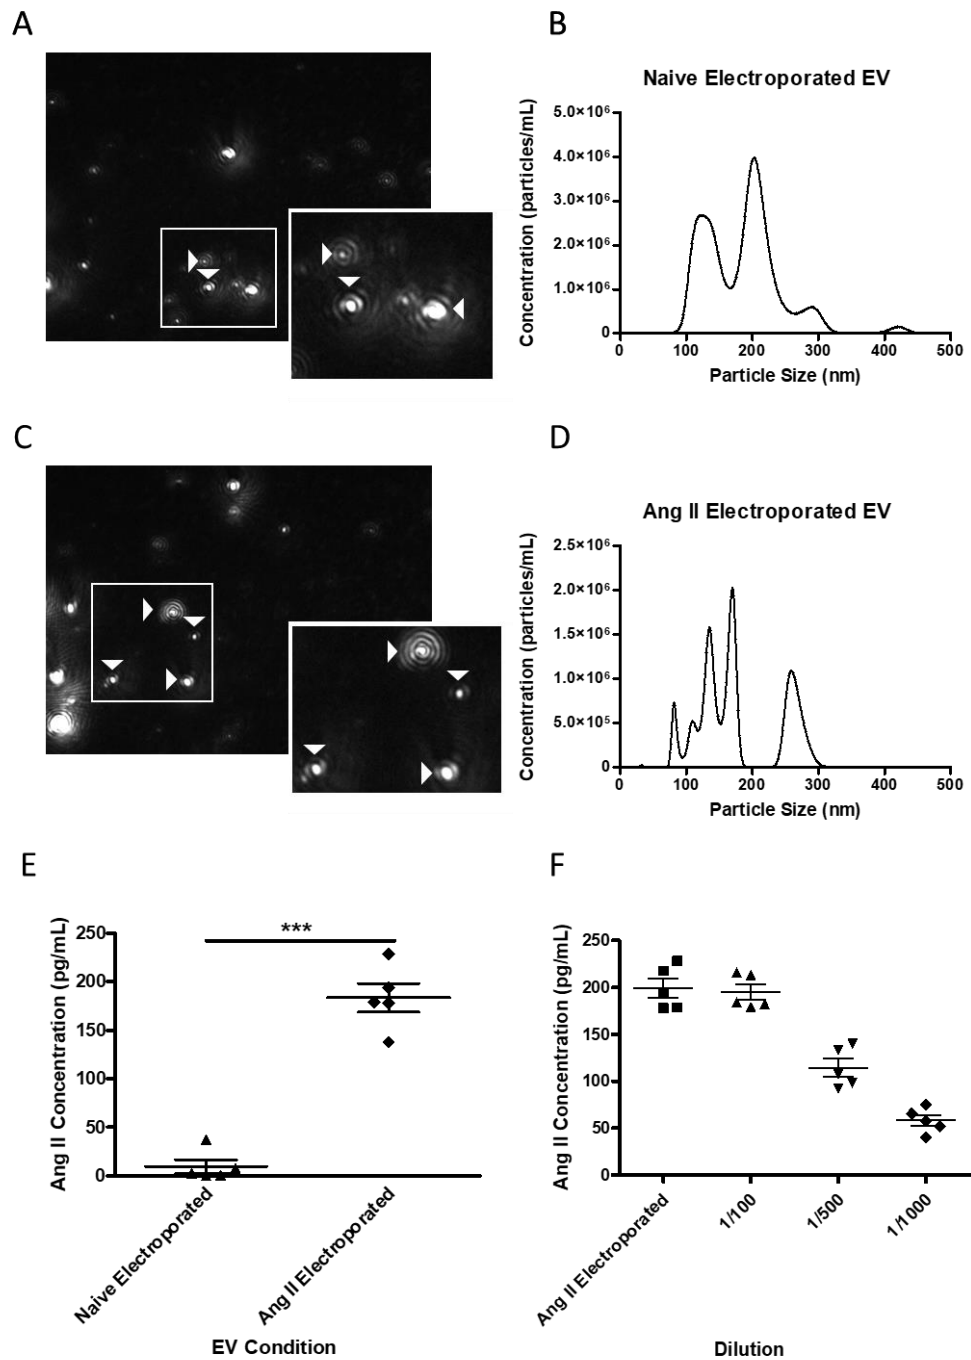 A
B
Naive Electroporated EV
Concentration (particles/mL)
5.0×10⁶
4.0×10⁶
3.0×10⁶
2.0×10⁶
1.0×10⁶
0
0 100 200 300 400 500
Particle Size (nm)
C
D
Ang II Electroporated EV
Concentration (particles/mL)
2.5×10⁶
2.0×10⁶
1.5×10⁶
1.0×10⁶
5.0×10⁵
0
0 100 200 300 400 500
Particle Size (nm)
E
Ang II Concentration (pg/mL)
250
200
150
100
50
0
***
Naive Electroporated
Ang II Electroporated
EV Condition
F
Ang II Concentration (pg/mL)
250
200
150
100
50
0
Ang II Electroporated
1/100
1/500
1/1000
Dilution